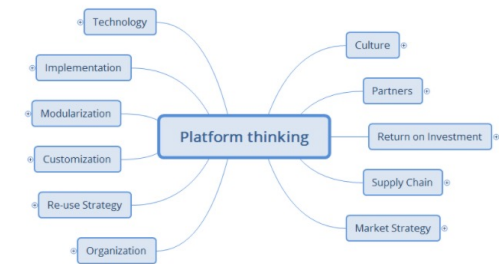 Technology
Implementation
Modularization
Customization
Re-use Strategy
Organization
Platform thinking
Culture
Partners
Return on Investment
Supply Chain
Market Strategy